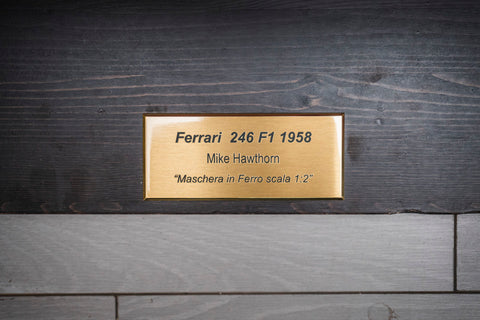 Ferrari 246 F1 1958
Mike Hawthorn
“Maschera in Ferro scala 1:2”